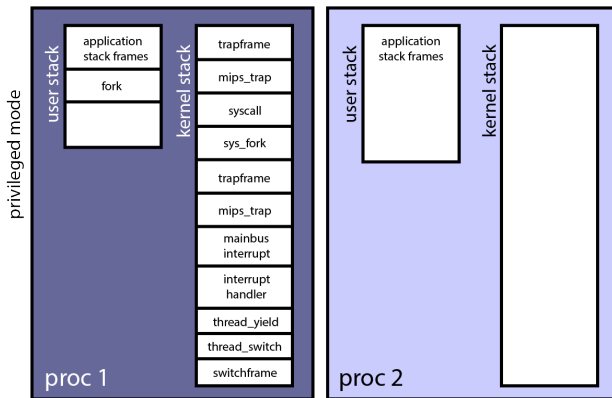 privileged mode
user stack
application
stack frames
fork
kernel stack
trapframe
mips_trap
syscall
sys_fork
trapframe
mips_trap
mainbus
interrupt
interrupt
handler
thread_yield
thread_switch
switchframe
proc 1
user stack
application
stack frames
kernel stack
proc 2